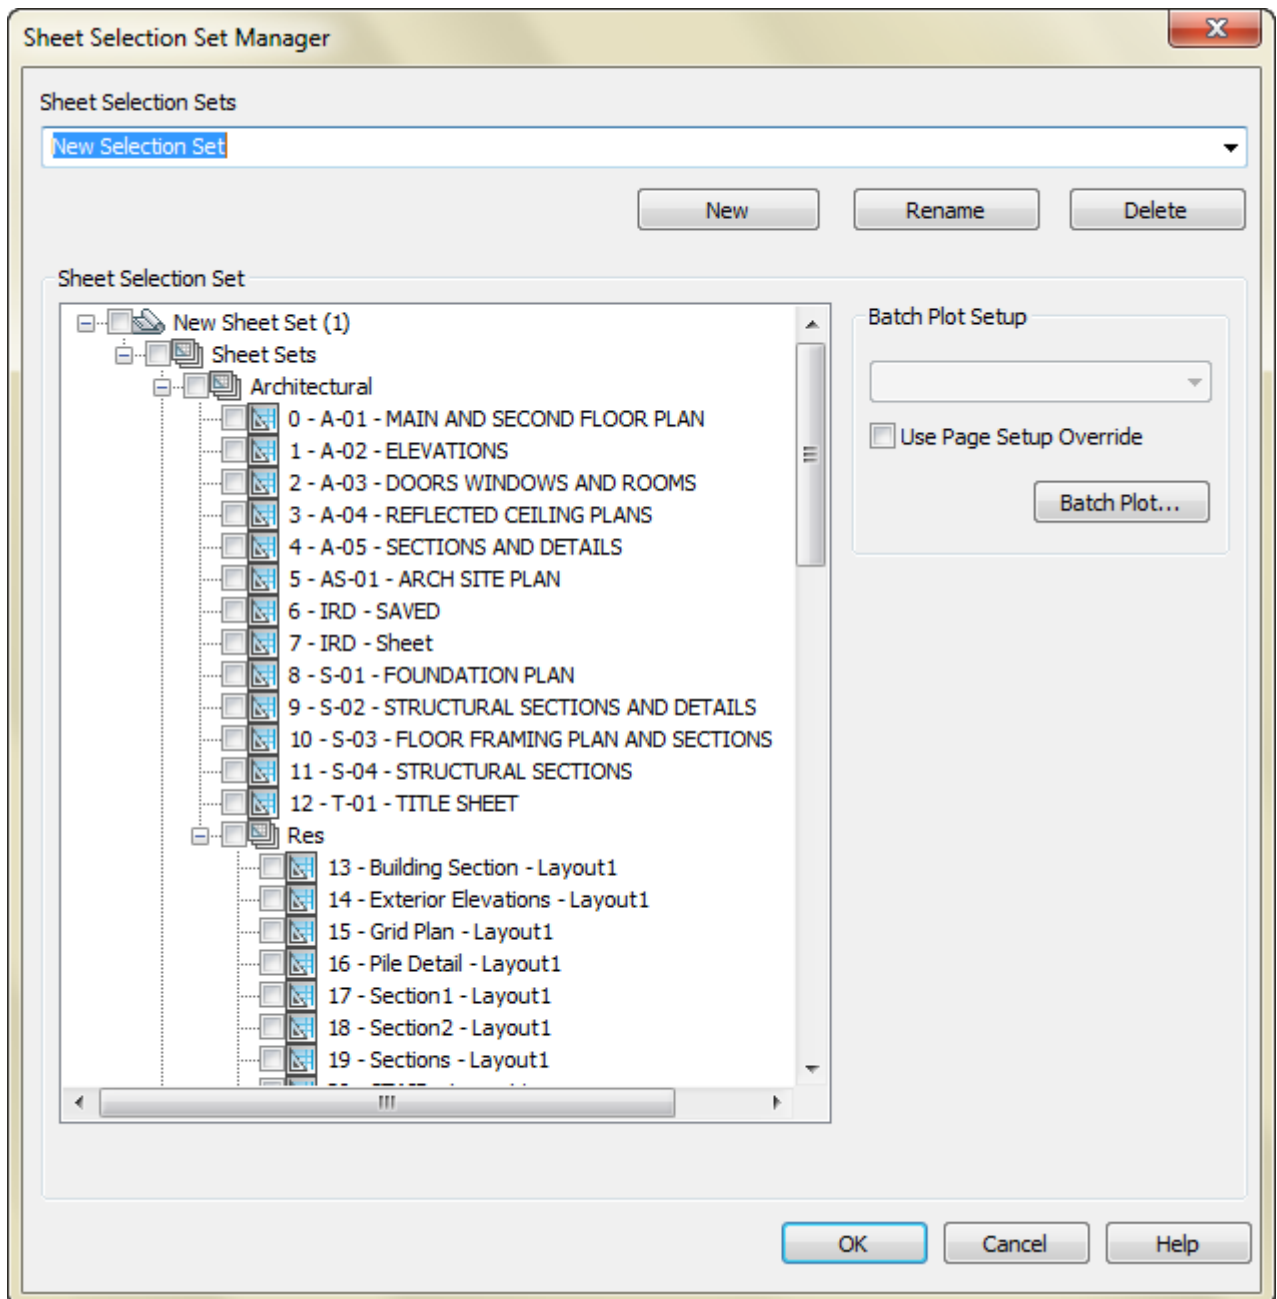 Sheet Selection Set Manager
Sheet Selection Sets
New Selection Set
New
Rename
Delete
Sheet Selection Set
New Sheet Set (1)
Sheet Sets
Architectural
0 - A-01 - MAIN AND SECOND FLOOR PLAN
1 - A-02 - ELEVATIONS
2 - A-03 - DOORS WINDOWS AND ROOMS
3 - A-04 - REFLECTED CEILING PLANS
4 - A-05 - SECTIONS AND DETAILS
5 - AS-01 - ARCH SITE PLAN
6 - IRD - SAVED
7 - IRD - Sheet
8 - S-01 - FOUNDATION PLAN
9 - S-02 - STRUCTURAL SECTIONS AND DETAILS
10 - S-03 - FLOOR FRAMING PLAN AND SECTIONS
11 - S-04 - STRUCTURAL SECTIONS
12 - T-01 - TITLE SHEET
Res
13 - Building Section - Layout1
14 - Exterior Elevations - Layout1
15 - Grid Plan - Layout1
16 - Pile Detail - Layout1
17 - Section1 - Layout1
18 - Section2 - Layout1
19 - Sections - Layout1
Batch Plot Setup
Use Page Setup Override
Batch Plot...
OK
Cancel
Help